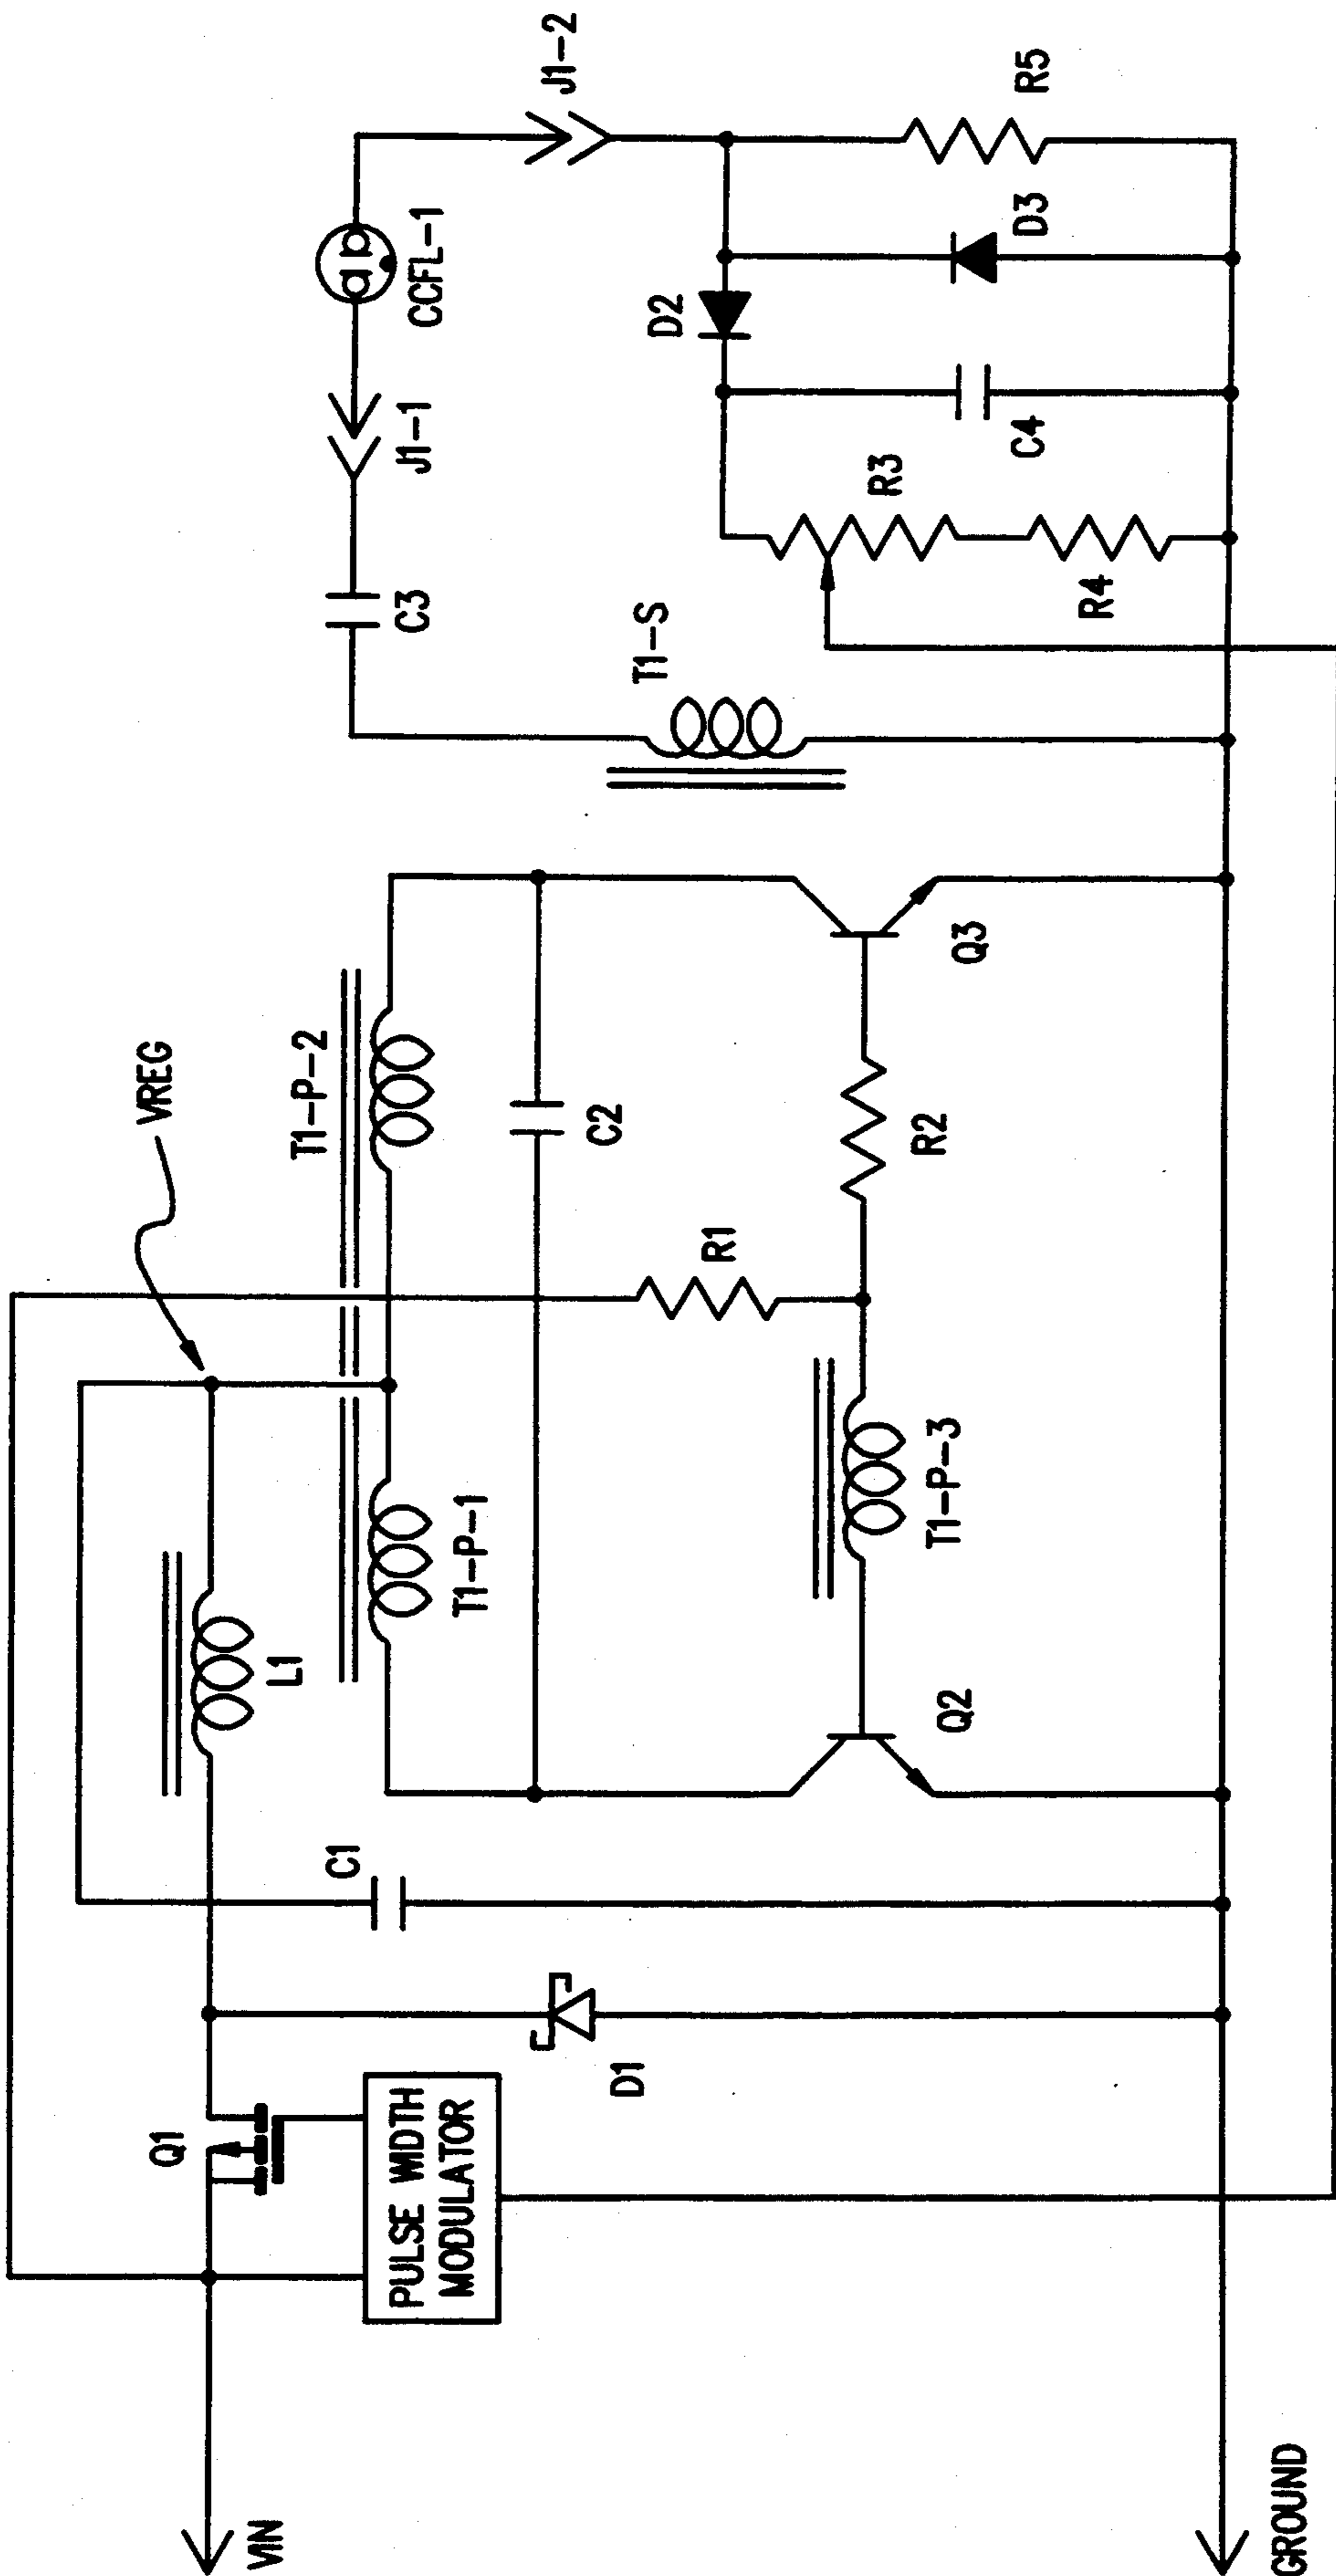 VIN
GROUND
Q1
PULSE WIDTH
MODULATOR
D1
C1
L1
VREG
T1-P-1
T1-P-2
C2
R1
Q2
T1-P-3
R2
Q3
T1-S
C3
J1-1
CCFL-1
J1-2
D2
R3
R4
C4
D3
R5